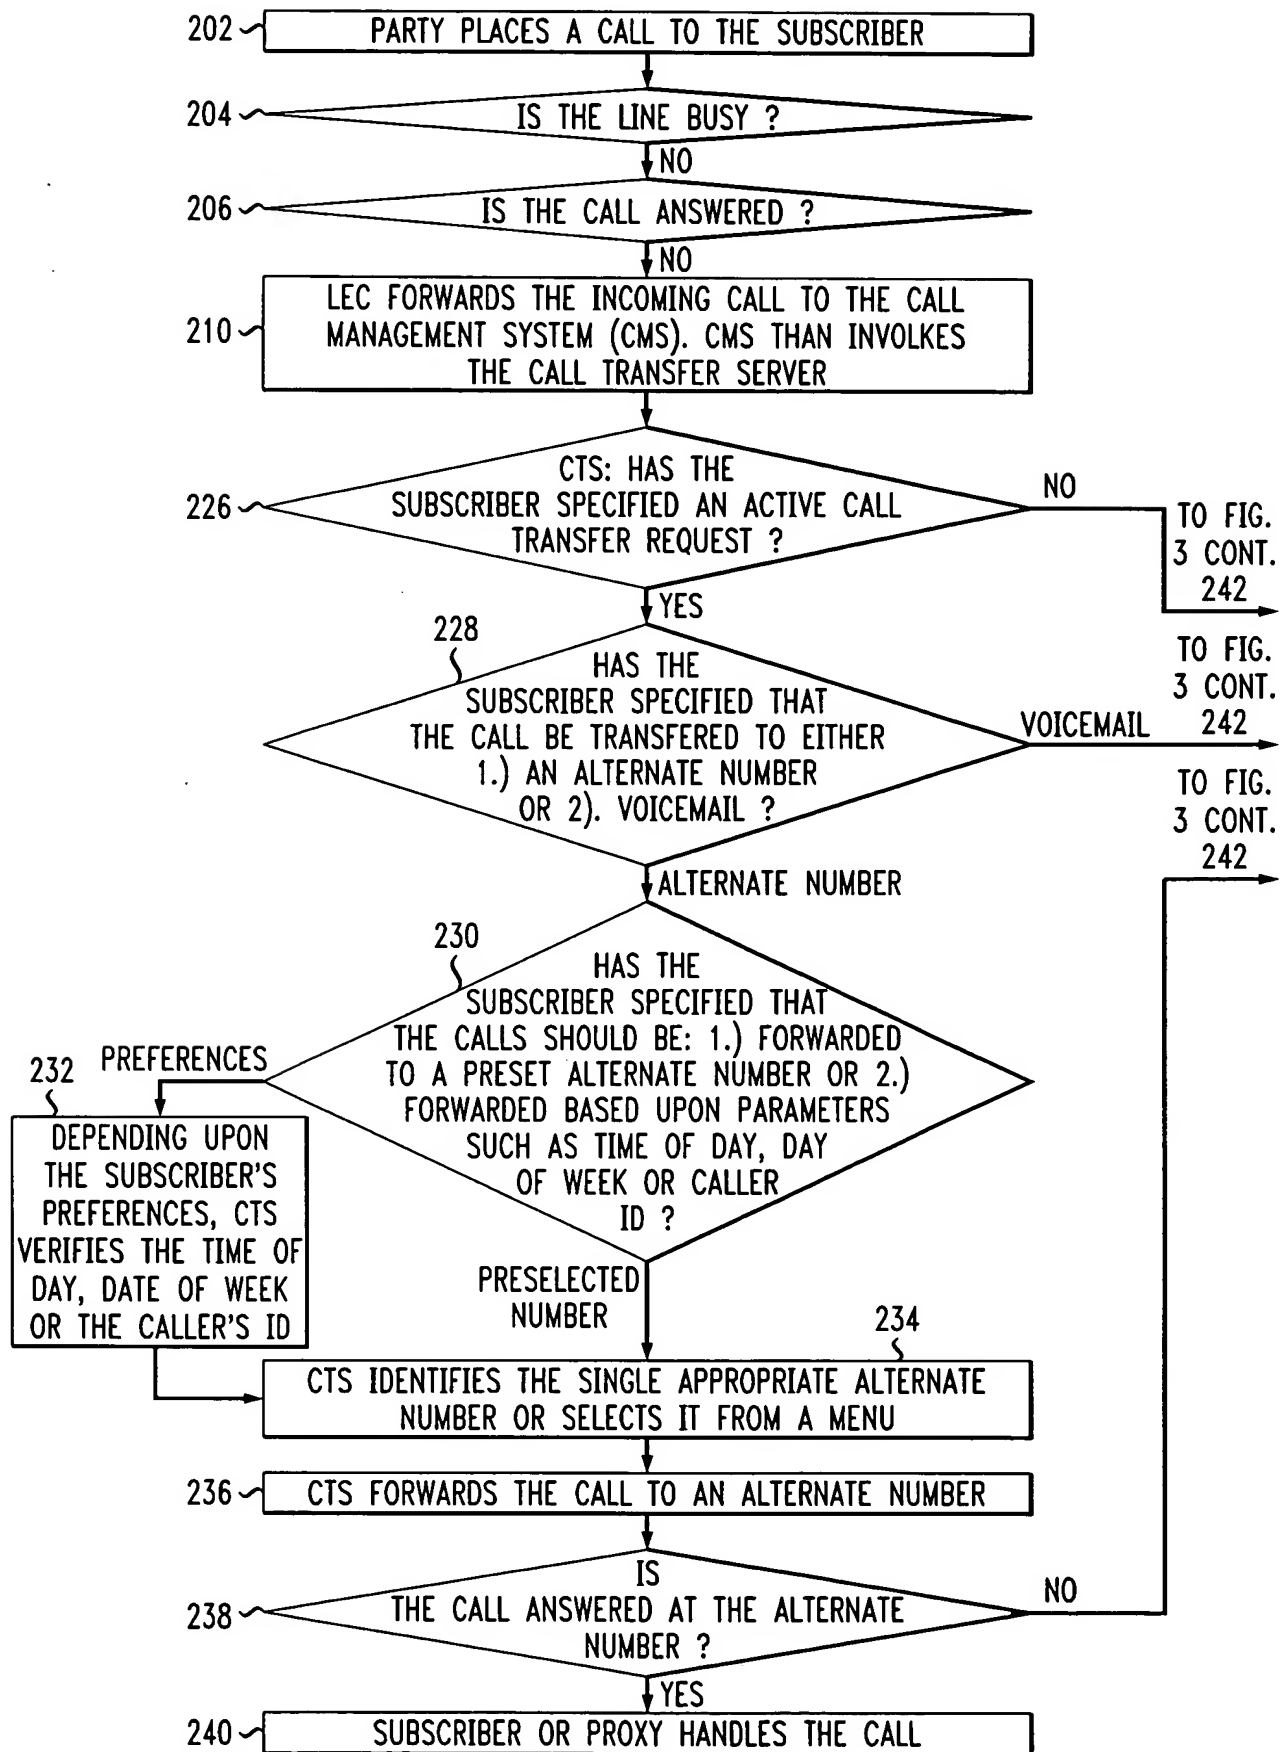 202 PARTY PLACES A CALL TO THE SUBSCRIBER
204 IS THE LINE BUSY ?
NO
206 IS THE CALL ANSWERED ?
NO
210 LEC FORWARDS THE INCOMING CALL TO THE CALL
MANAGEMENT SYSTEM (CMS). CMS THAN INVOLKES
THE CALL TRANSFER SERVER
226 CTS: HAS THE
SUBSCRIBER SPECIFIED AN ACTIVE CALL
TRANSFER REQUEST ?
NO
TO FIG.
3 CONT.
242
YES
228
HAS THE
SUBSCRIBER SPECIFIED THAT
THE CALL BE TRANSFERED TO EITHER
1.) AN ALTERNATE NUMBER
OR 2). VOICEMAIL ?
VOICEMAIL
TO FIG.
3 CONT.
242
TO FIG.
3 CONT.
242
ALTERNATE NUMBER
230
HAS THE
SUBSCRIBER SPECIFIED THAT
THE CALLS SHOULD BE: 1.) FORWARDED
TO A PRESET ALTERNATE NUMBER OR 2.)
FORWARDED BASED UPON PARAMETERS
SUCH AS TIME OF DAY, DAY
OF WEEK OR CALLER
ID ?
PREFERENCES
232
DEPENDING UPON
THE SUBSCRIBER'S
PREFERENCES, CTS
VERIFIES THE TIME OF
DAY, DATE OF WEEK
OR THE CALLER'S ID
PRESELECTED
NUMBER
234
CTS IDENTIFIES THE SINGLE APPROPRIATE ALTERNATE
NUMBER OR SELECTS IT FROM A MENU
236 CTS FORWARDS THE CALL TO AN ALTERNATE NUMBER
238 IS
THE CALL ANSWERED AT THE ALTERNATE
NUMBER ?
NO
YES
240 SUBSCRIBER OR PROXY HANDLES THE CALL